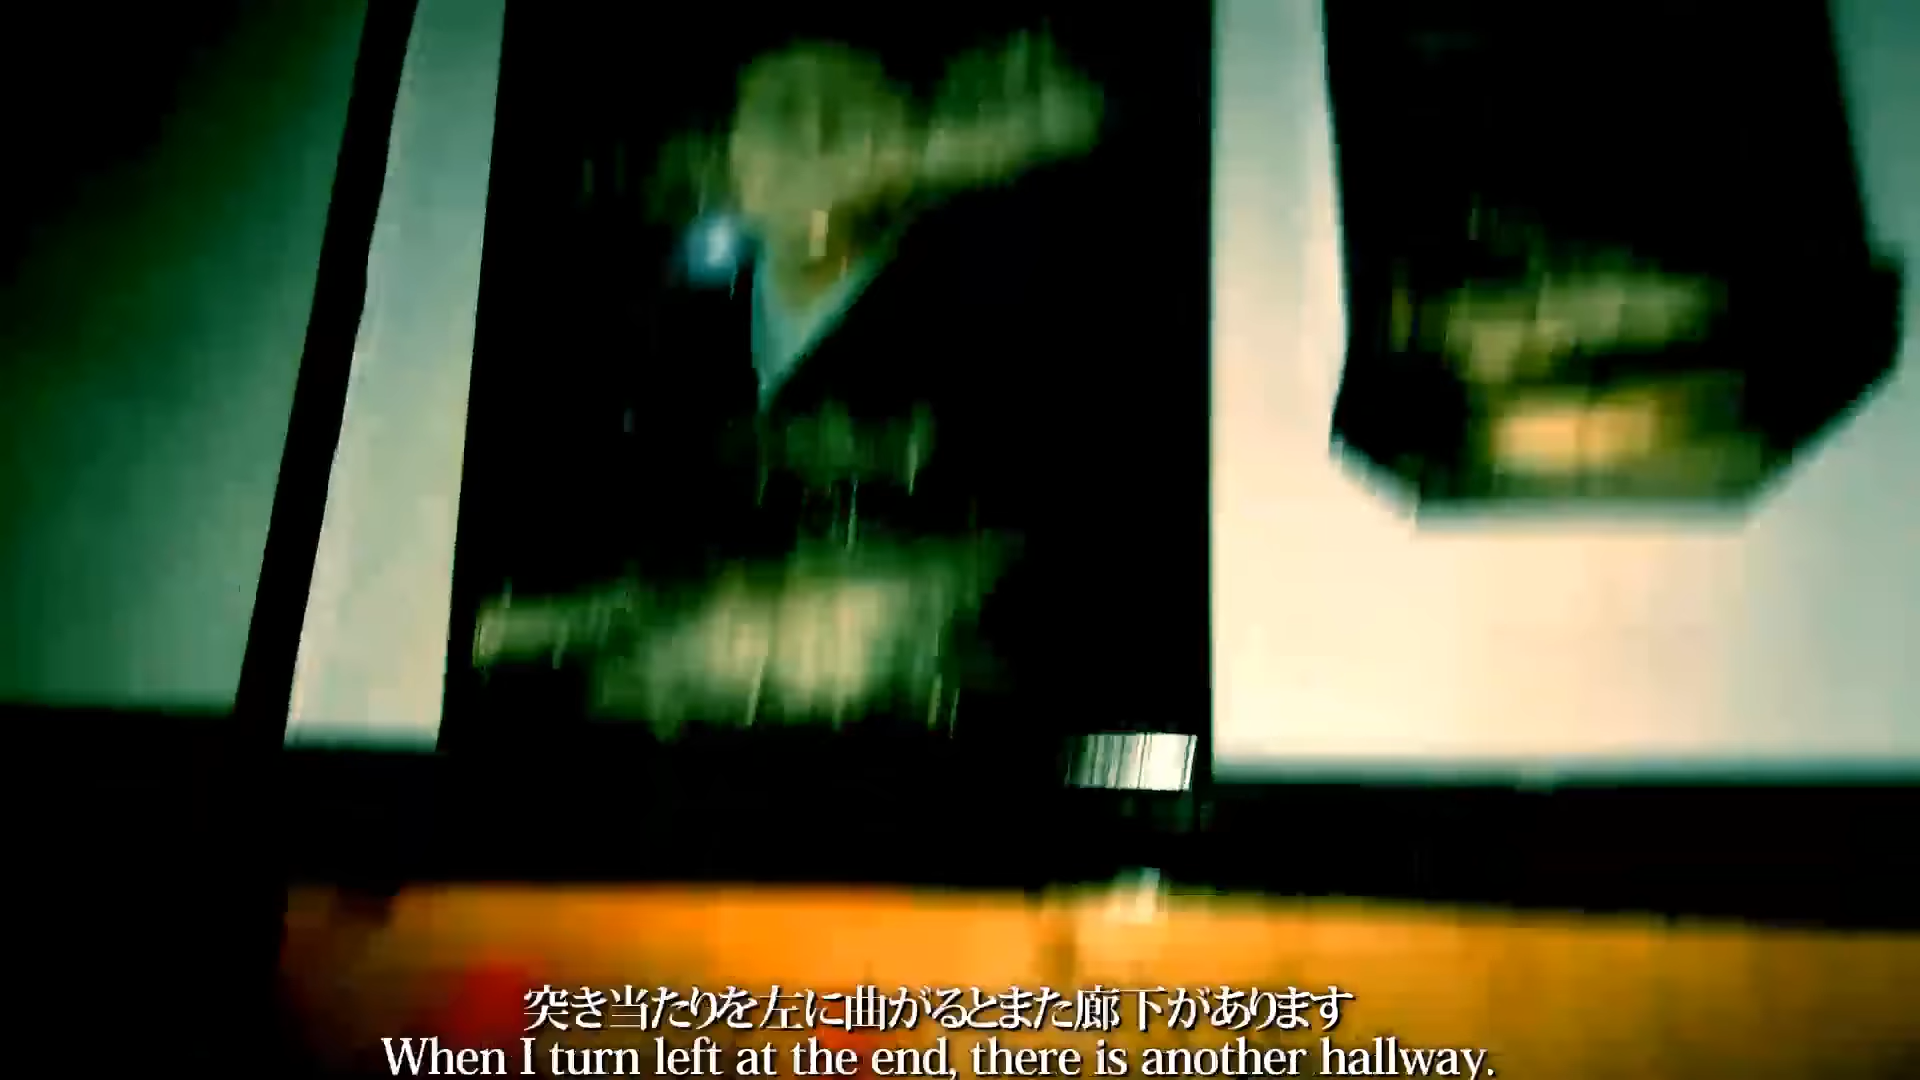 突き当たりを左に曲がるとまた廊下があります
When I turn left at the end, there is another hallway.